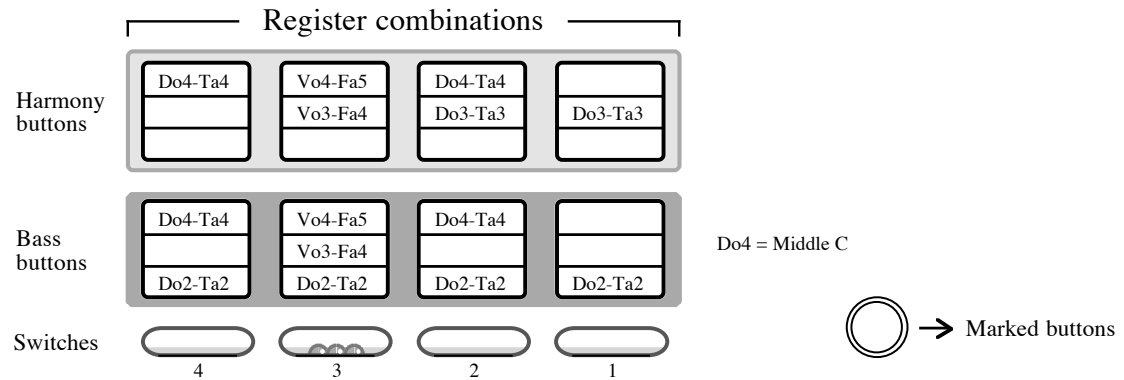 Register combinations
Harmony
buttons
Do4-Ta4 Vo4-Fa5 Do4-Ta4
Vo3-Fa4 Do3-Ta3 Do3-Ta3
Bass
buttons
Do4-Ta4 Vo4-Fa5 Do4-Ta4
Vo3-Fa4
Do2-Ta2 Do2-Ta2 Do2-Ta2 Do2-Ta2
Do4 = Middle C
Switches
4 3 2 1
Marked buttons